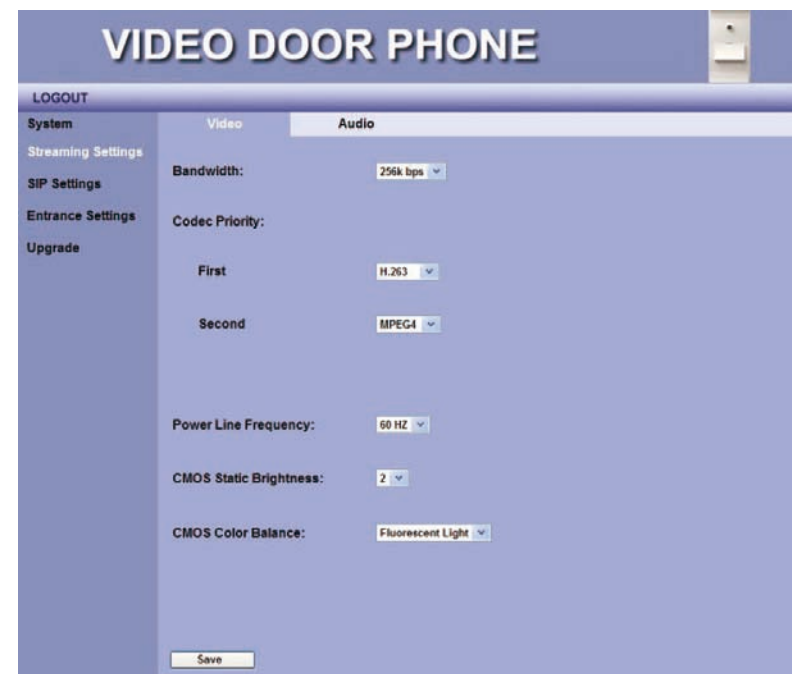 VIDEO DOOR PHONE
LOGOUT
System
Streaming Settings
SIP Settings
Entrance Settings
Upgrade
Video Audio
Bandwidth: 256k bps
Codec Priority:
First H.263
Second MPEG4
Power Line Frequency: 60 HZ
CMOS Static Brightness: 2
CMOS Color Balance: Fluorescent Light
Save